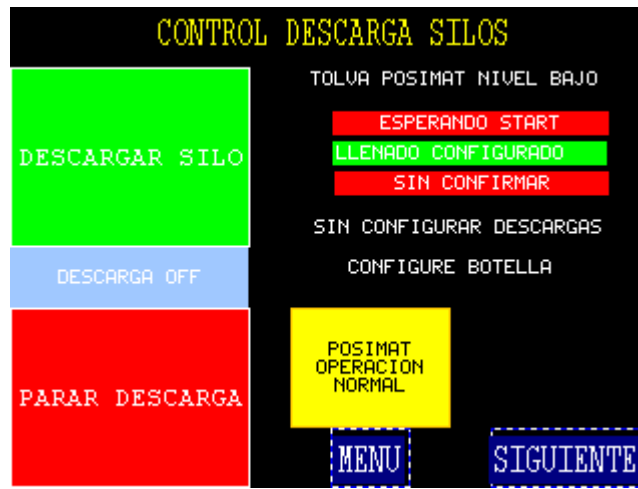 CONTROL DESCARGA SILOS
TOLVA POSIMAT NIVEL BAJO
ESPERANDO START
LLENADO CONFIGURADO
SIN CONFIRMAR
DESCARGAR SILO
SIN CONFIGURAR DESCARGAS
CONFIGURE BOTELLA
DESCARGA OFF
POSIMAT
OPERACION
NORMAL
PARAR DESCARGA
MENU
SIGUIENTE